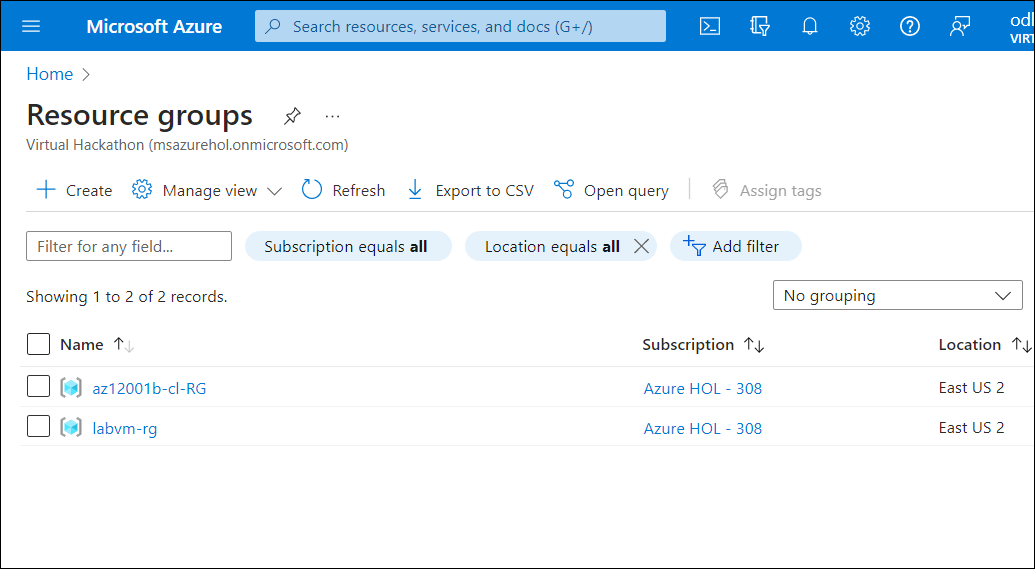 Microsoft Azure Search resources, services, and docs (G+/) odl
VIRT
Home
Resource groups ...
Virtual Hackathon (msazurehol.onmicrosoft.com)
Create Manage view Refresh Export to CSV Open query Assign tags
Filter for any field... Subscription equals all Location equals all Add filter
Showing 1 to 2 of 2 records. No grouping
Name Subscription Location
az12001b-cl-RG Azure HOL - 308 East US 2
labvm-rg Azure HOL - 308 East US 2